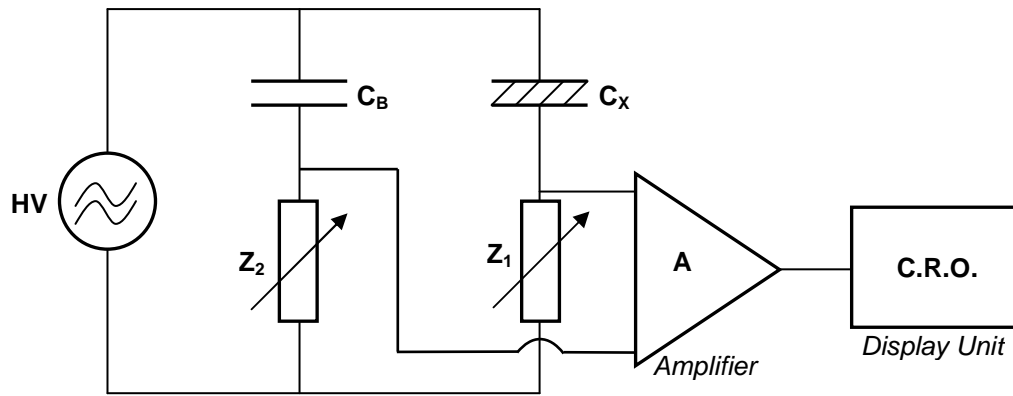 C_B
C_X
HV
Z_2
Z_1
A
C.R.O.
Amplifier
Display Unit